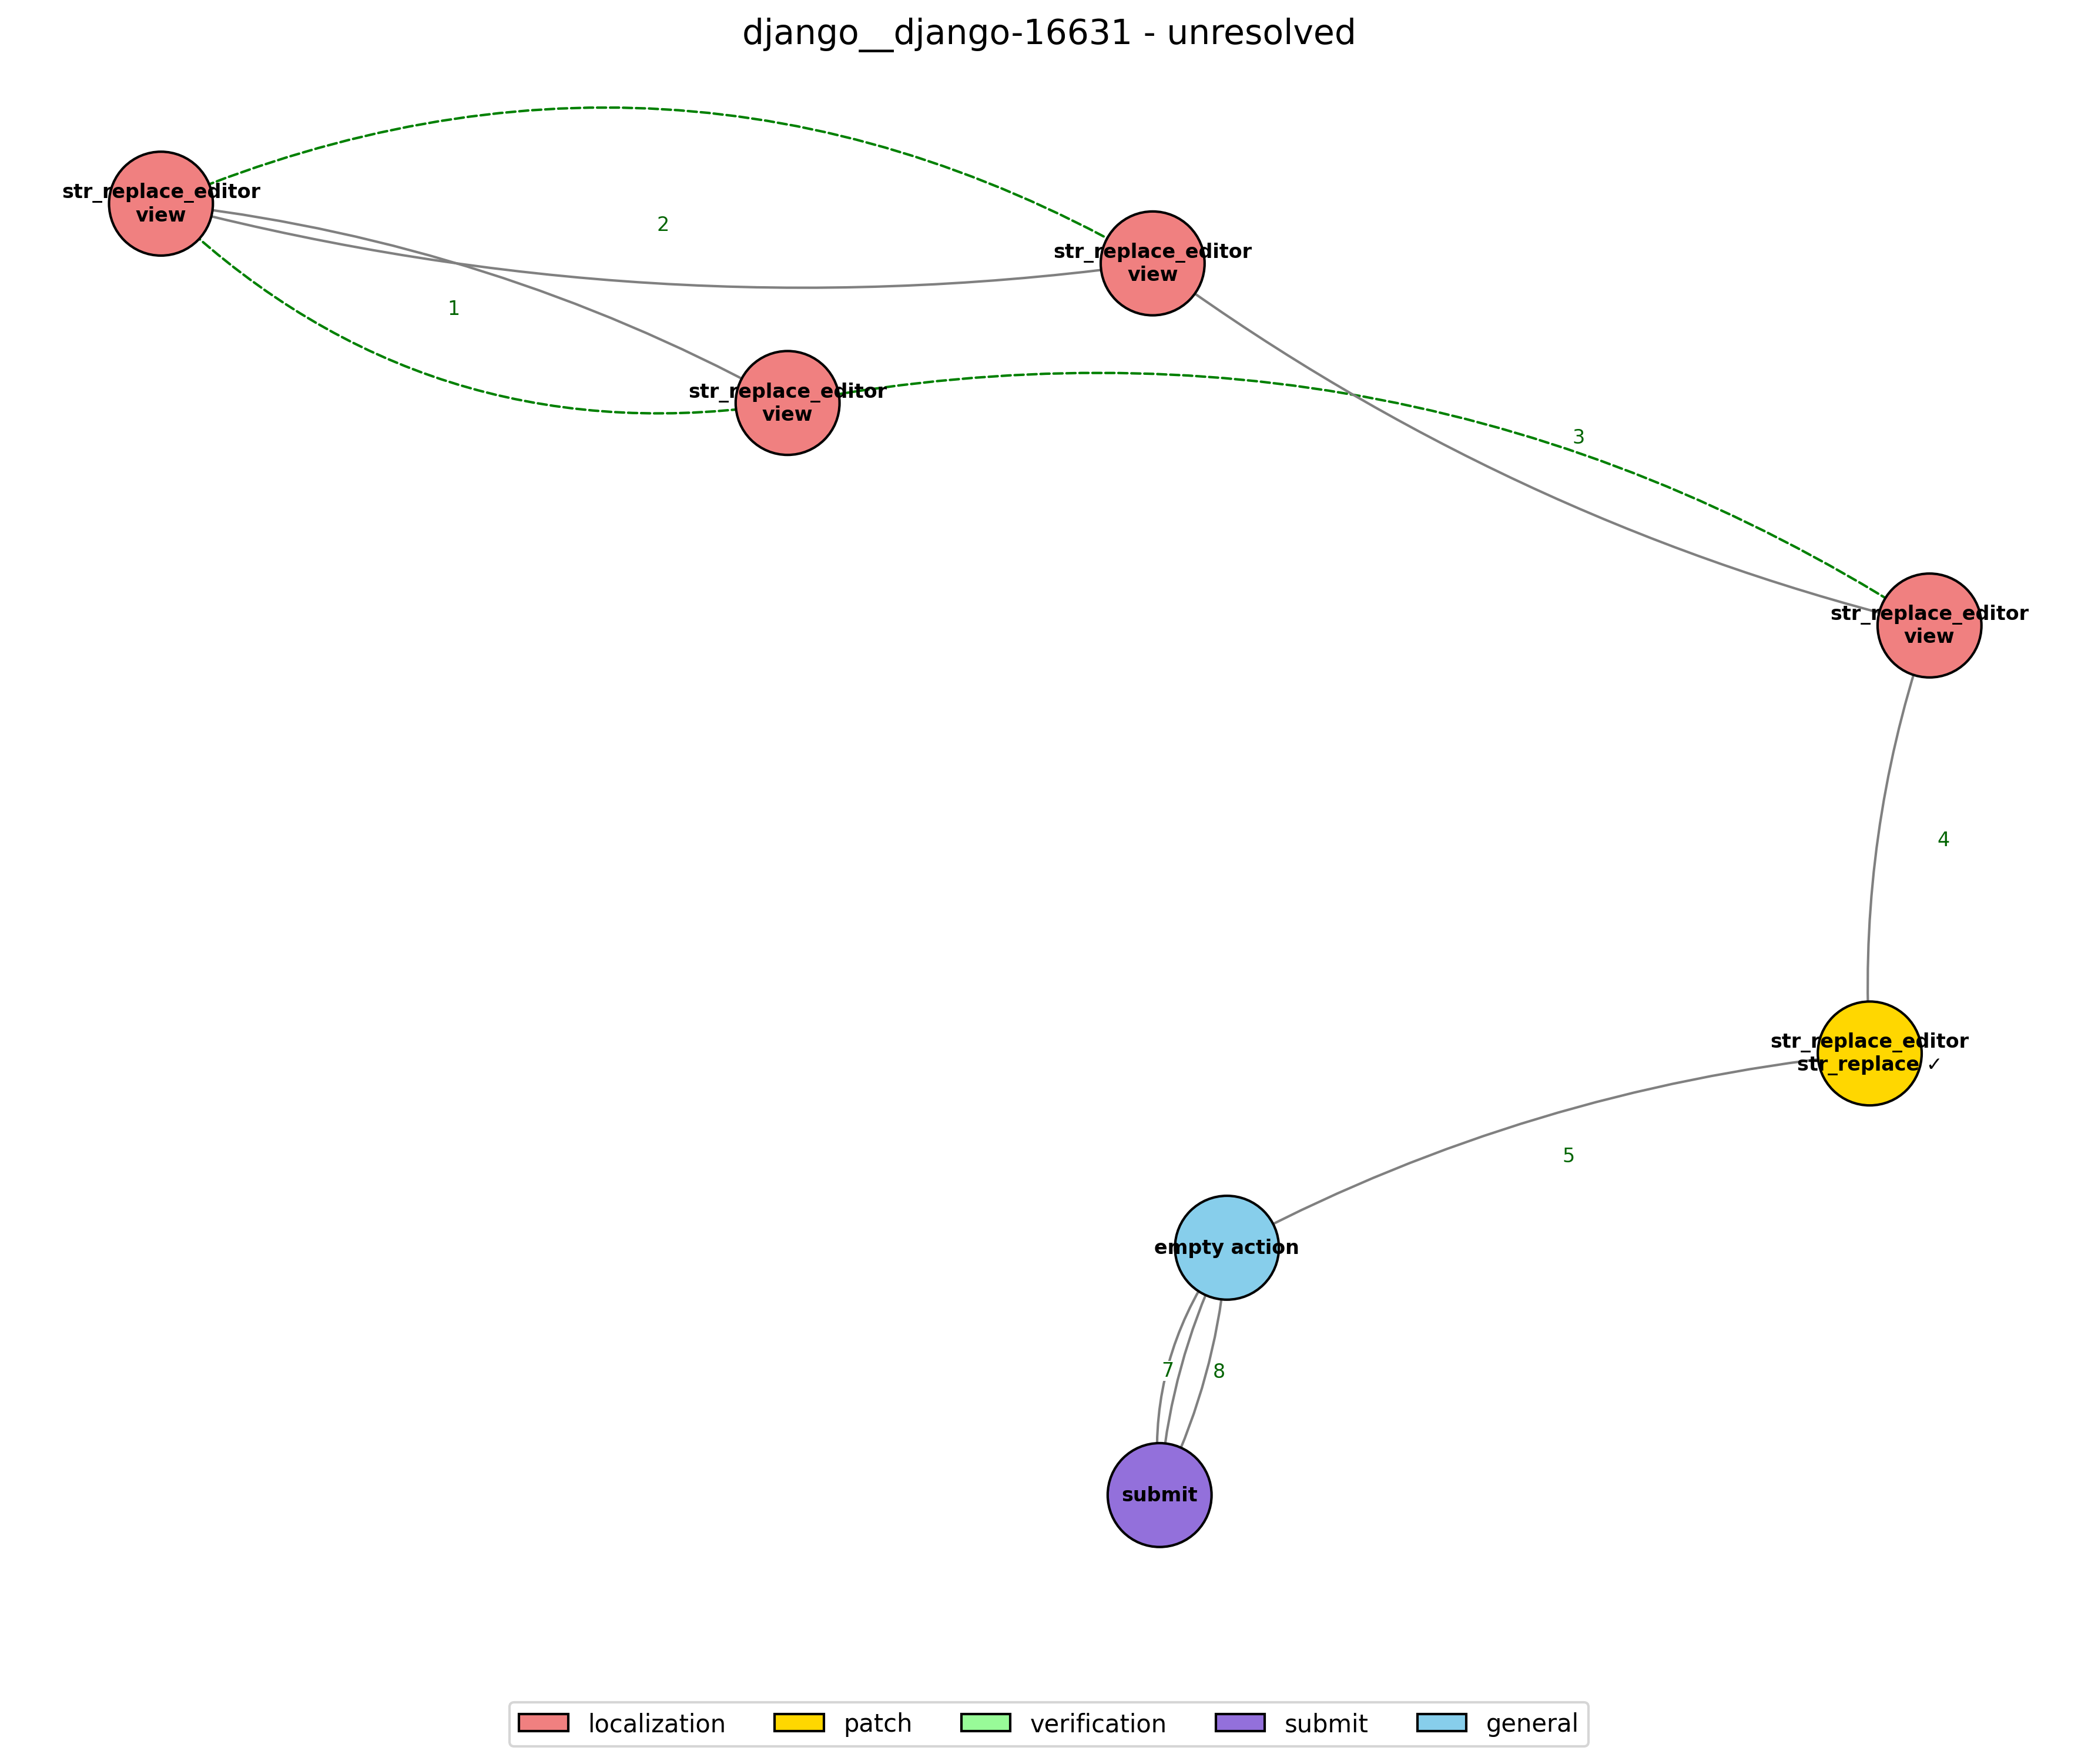 django__django-16631 - unresolved
str_replace_editor
view
2
str_replace_editor
view
1
str_replace_editor
view
3
str_replace_editor
view
4
str_replace_editor
str_replace ✓
5
empty action
7
8
submit
localization
patch
verification
submit
general